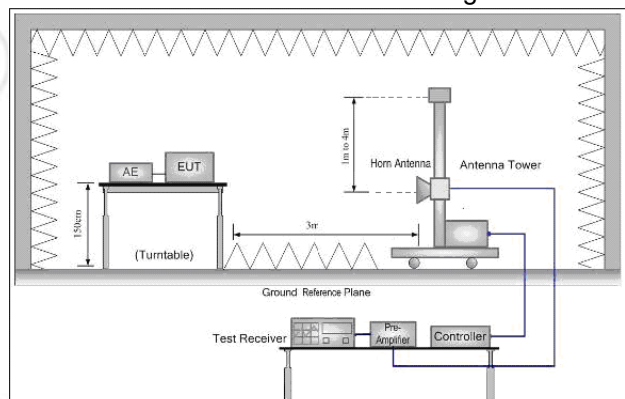 AE
EUT
150cm
(Turntable)
3m
1m to 4m
Horn Antenna
Antenna Tower
Ground Reference Plane
Test Receiver
Pre-
Amplifier
Controller